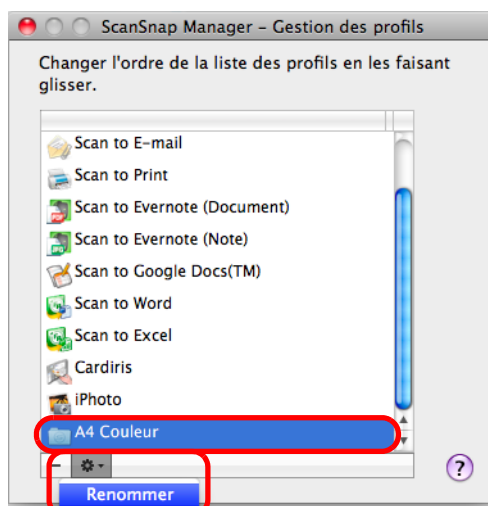 ScanSnap Manager – Gestion des profils
Changer l'ordre de la liste des profils en les faisant
glisser.
Scan to E-mail
Scan to Print
Scan to Evernote (Document)
Scan to Evernote (Note)
Scan to Google Docs(TM)
Scan to Word
Scan to Excel
Cardiris
iPhoto
A4 Couleur
?
Renommer